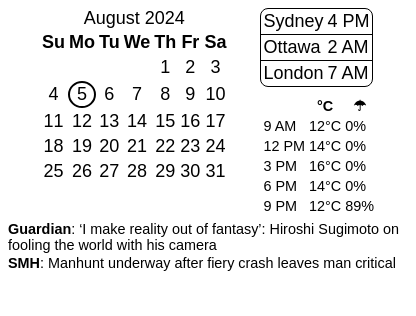 August 2024
Su Mo Tu We Th Fr Sa
1 2 3
4 5 6 7 8 9 10
11 12 13 14 15 16 17
18 19 20 21 22 23 24
25 26 27 28 29 30 31
Sydney 4 PM
Ottawa 2 AM
London 7 AM
°C ☂
9 AM 12°C 0%
12 PM 14°C 0%
3 PM 16°C 0%
6 PM 14°C 0%
9 PM 12°C 89%
Guardian: ‘I make reality out of fantasy’: Hiroshi Sugimoto on
fooling the world with his camera
SMH: Manhunt underway after fiery crash leaves man critical